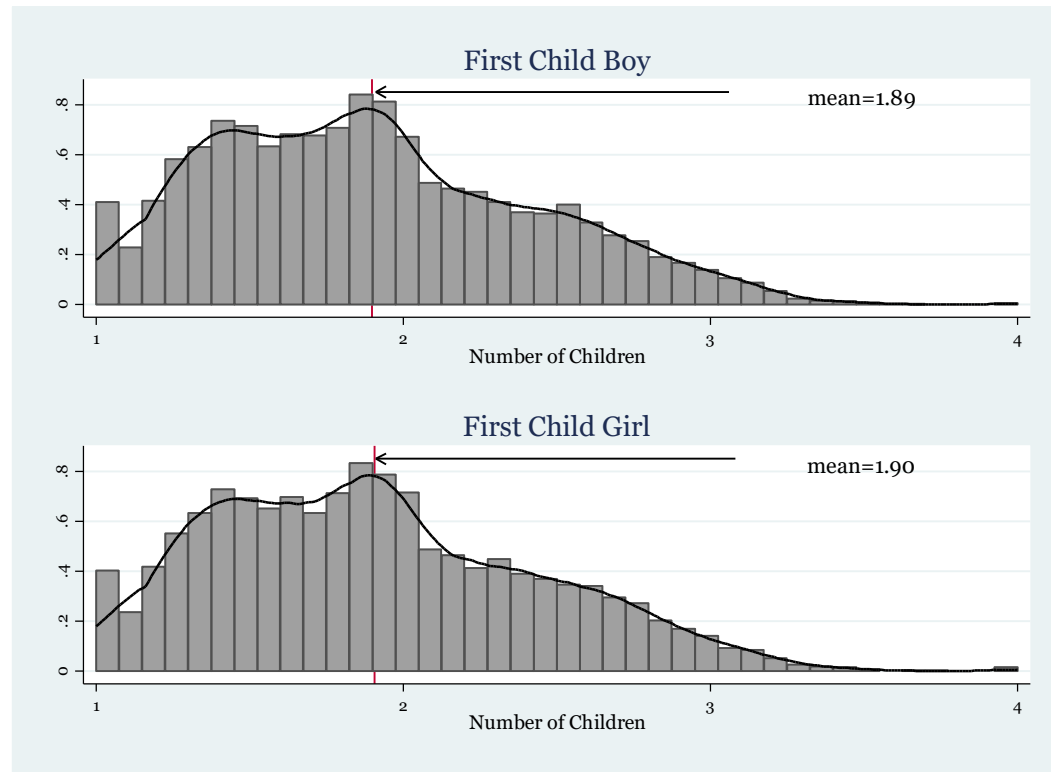 First Child Boy
mean=1.89
.8
.6
.4
.2
0
1 2 3 4
Number of Children
First Child Girl
mean=1.90
.8
.6
.4
.2
0
1 2 3 4
Number of Children